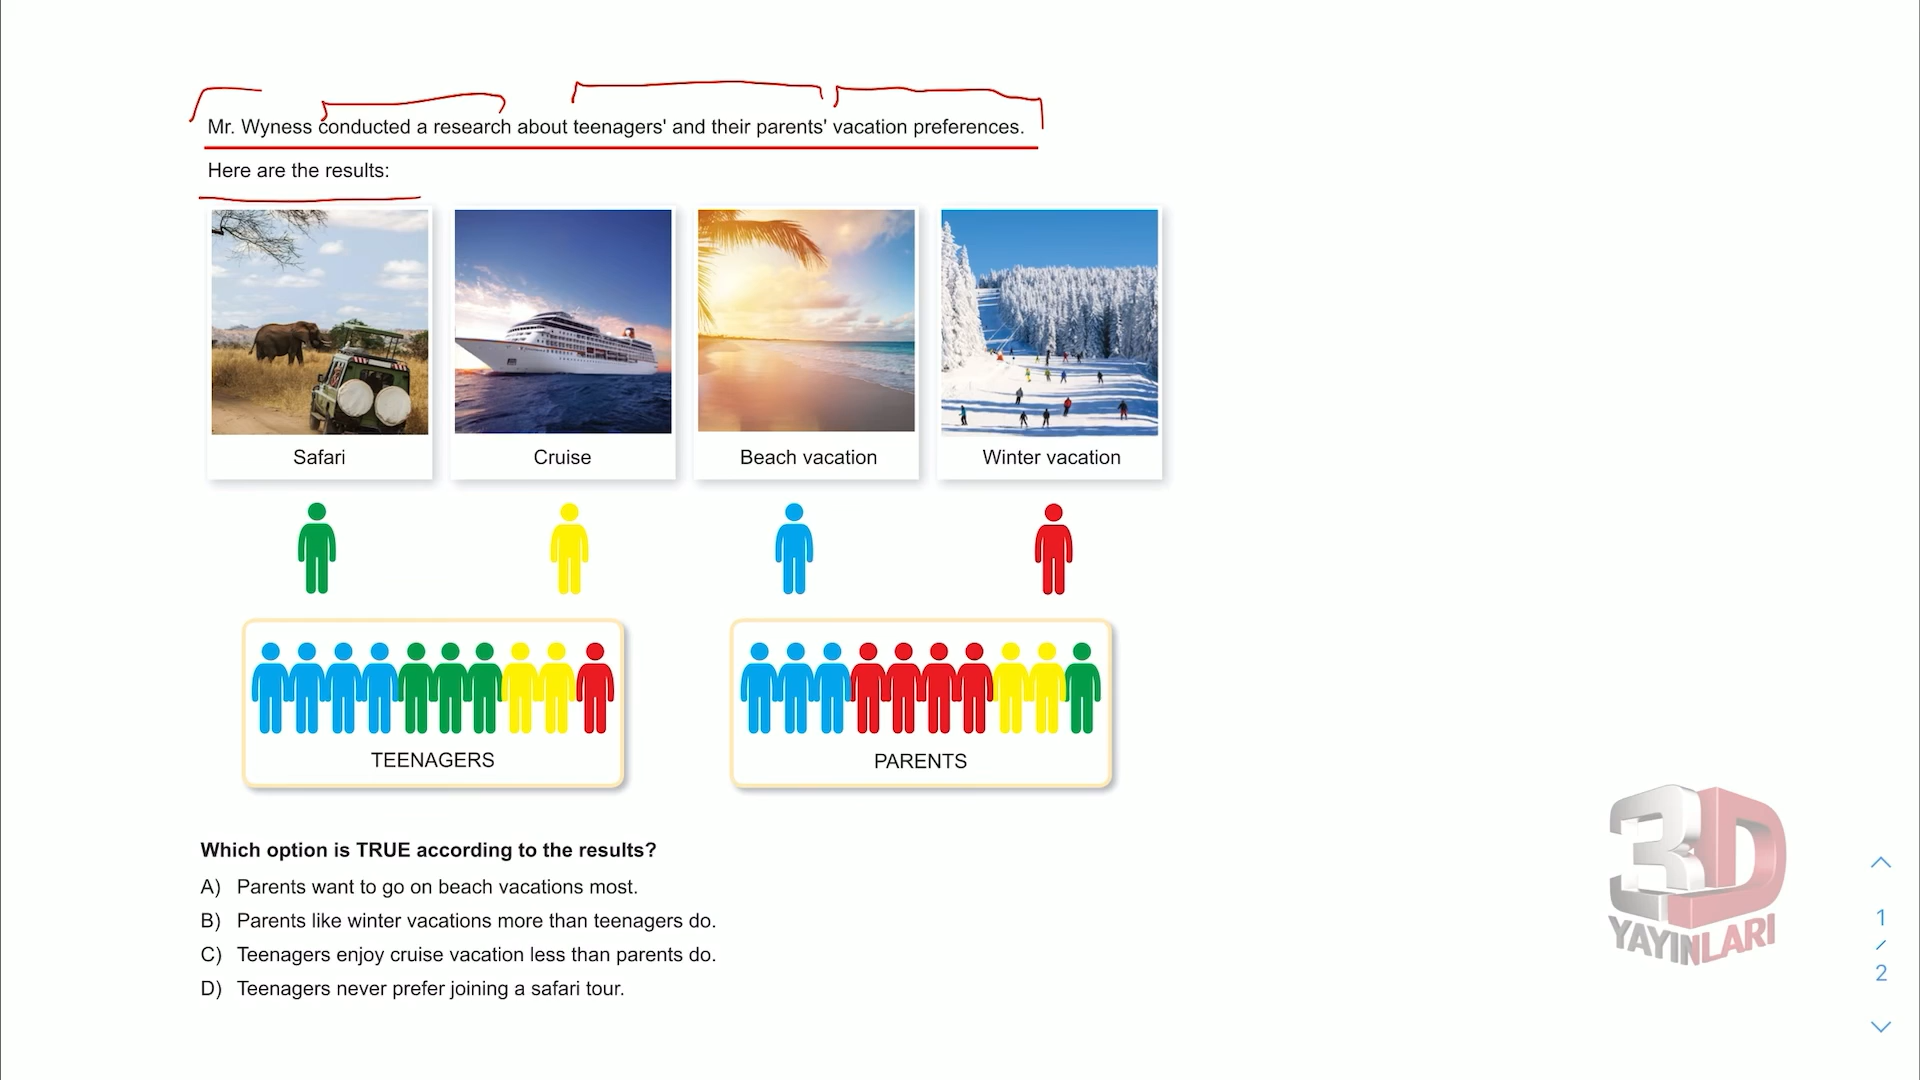 Mr. Wyness conducted a research about teenagers' and their parents' vacation preferences.
Here are the results:
Safari
Cruise
Beach vacation
Winter vacation
TEENAGERS
PARENTS
Which option is TRUE according to the results?
A) Parents want to go on beach vacations most.
B) Parents like winter vacations more than teenagers do.
C) Teenagers enjoy cruise vacation less than parents do.
D) Teenagers never prefer joining a safari tour.
3D
YAYINLARI
1
/
2